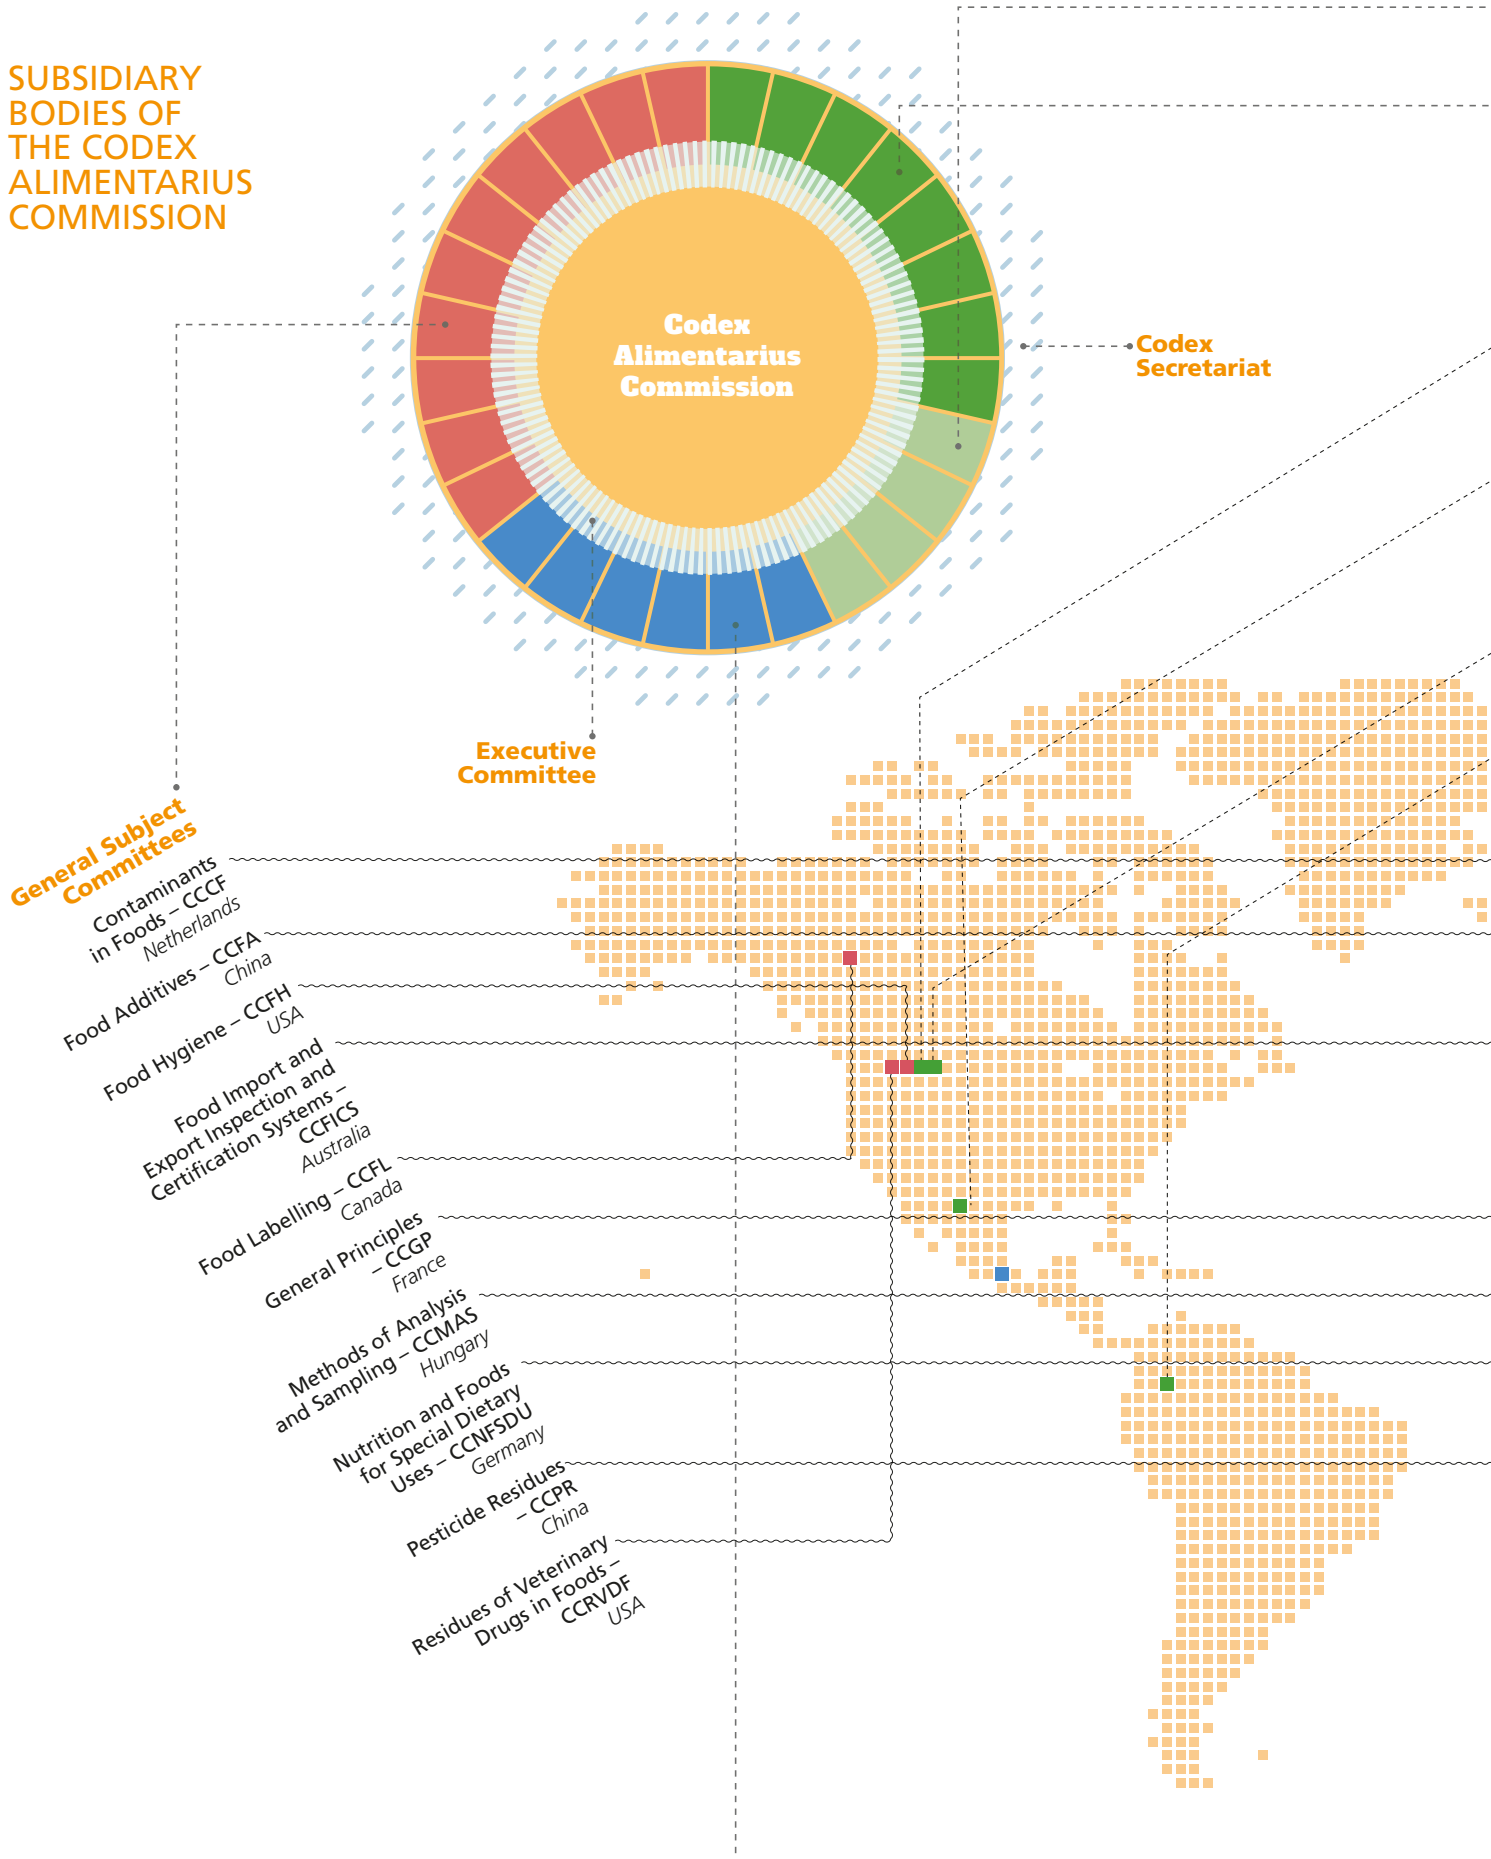 SUBSIDIARY
BODIES OF
THE CODEX
ALIMENTARIUS
COMMISSION
Codex
Alimentarius
Commission
Codex
Secretariat
Executive
Committee
General Subject
Committees
Contaminants
in Foods – CCCF
Netherlands
Food Additives – CCFA
China
Food Hygiene – CCFH
USA
Food Import and
Export Inspection and
Certification Systems –
CCFICS
Australia
Food Labelling – CCFL
Canada
General Principles
– CCGP
France
Methods of Analysis
and Sampling – CCMAS
Hungary
Nutrition and Foods
for Special Dietary
Uses – CCNFSDU
Germany
Pesticide Residues
– CCPR
China
Residues of Veterinary
Drugs in Foods –
CCRVDF
USA